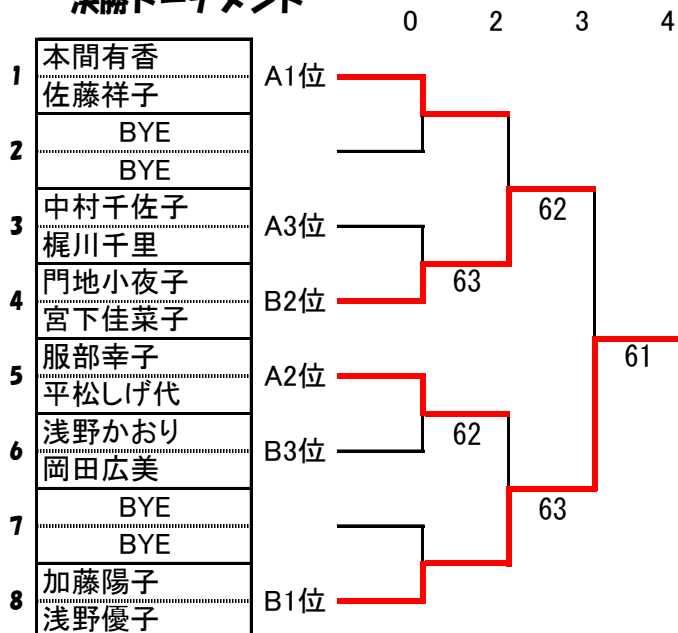 決勝トーナメント
0 2 3 4
1 本間有香 A1位
佐藤祥子
2 BYE
BYE
3 中村千佐子 A3位
梶川千里
4 門地小夜子 B2位
宮下佳菜子
5 服部幸子 A2位
平松しげ代
6 浅野かおり B3位
岡田広美
7 BYE
BYE
8 加藤陽子 B1位
浅野優子
62
63
61
62
63